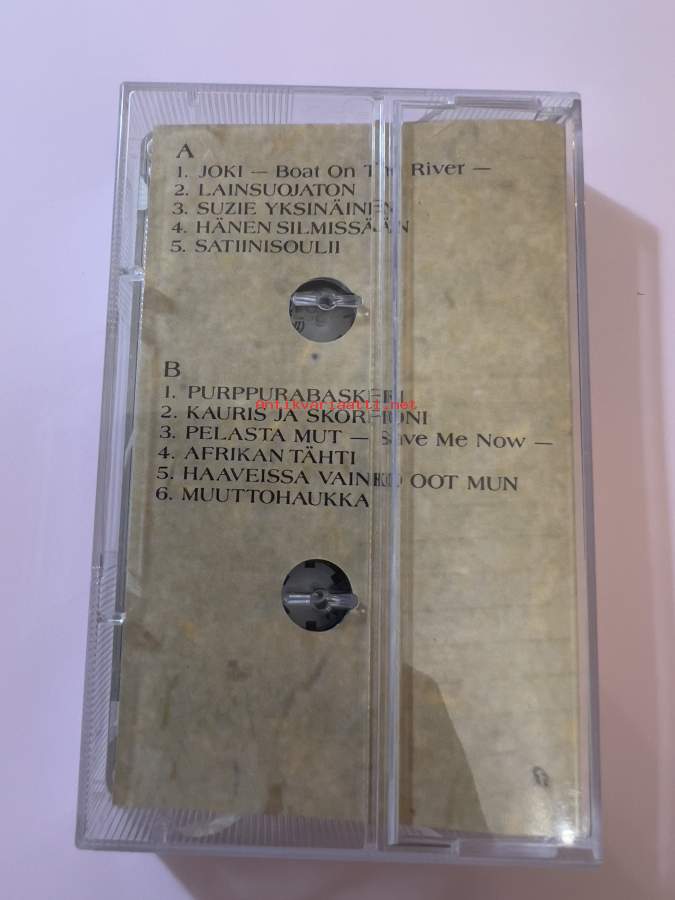 A
1. JOKI — Boat On The River —
2. LAINSUOJATON
3. SUZIE YKSINÄINEN
4. HÄNEN SILMISSÄÄN
5. SATIINISOULII
B
1. PURPPURABASKERI
Antikvariaatti.net
2. KAURIS JA SKORPIONI
3. PELASTA MUT — Save Me Now —
4. AFRIKAN TÄHTI
5. HAAVEISSA VAINKO OOT MUN
6. MUUTTOHAUKKA